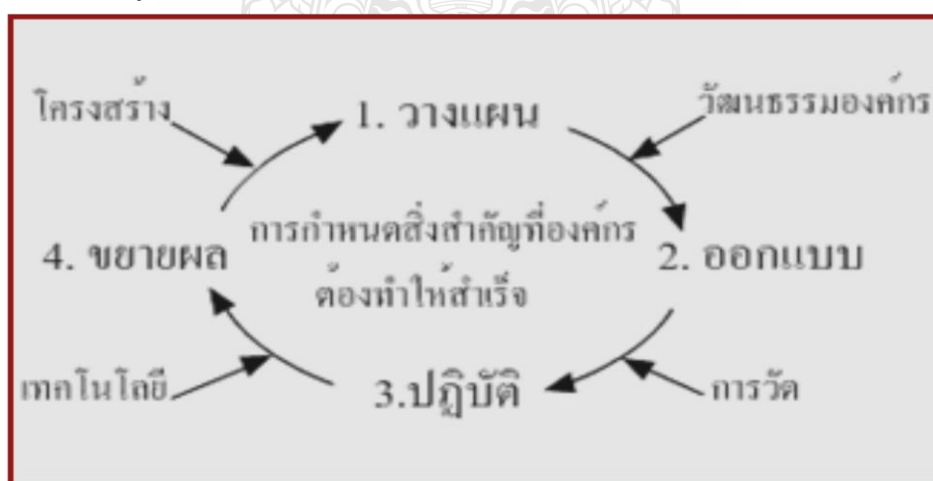 โครงสร้าง
1. วางแผน
วัฒนธรรมองค์กร
การกำหนดสิ่งสำคัญที่องค์กร
ต้องทำให้สำเร็จ
4. ขยายผล
2. ออกแบบ
เทคโนโลยี
3.ปฏิบัติ
การวัด